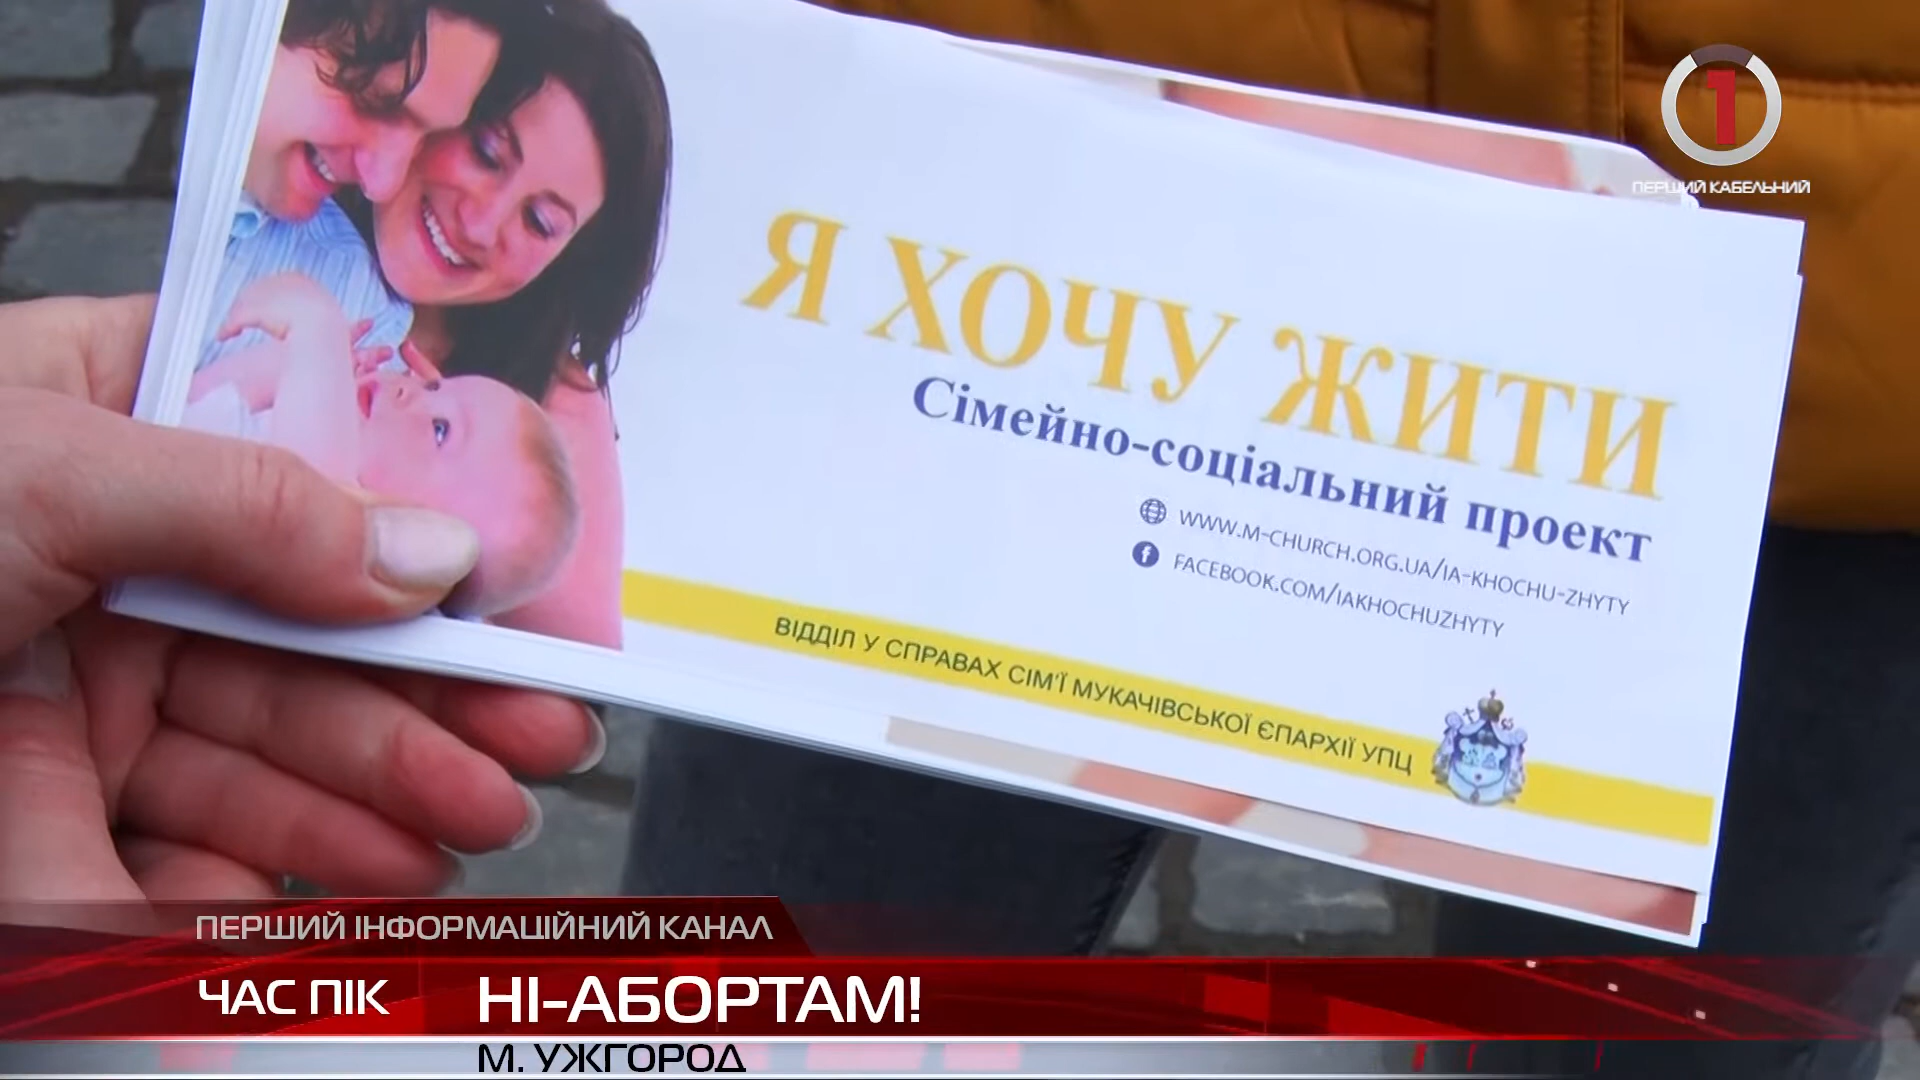 1
ПЕРШИЙ КАБЕЛЬНИЙ
Я ХОЧУ ЖИТИ
Сімейно-соціальний проект
WWW.M-CHURCH.ORG.UA/IA-KHOCHU-ZHYTY
FACEBOOK.COM/IAKHOCHUZHYTY
ВІДДІЛ У СПРАВАХ СІМ'Ї МУКАЧІВСЬКОЇ ЄПАРХІЇ УПЦ
ПЕРШИЙ ІНФОРМАЦІЙНИЙ КАНАЛ
ЧАС ПІК НІ-АБОРТАМ!
М. УЖГОРОД